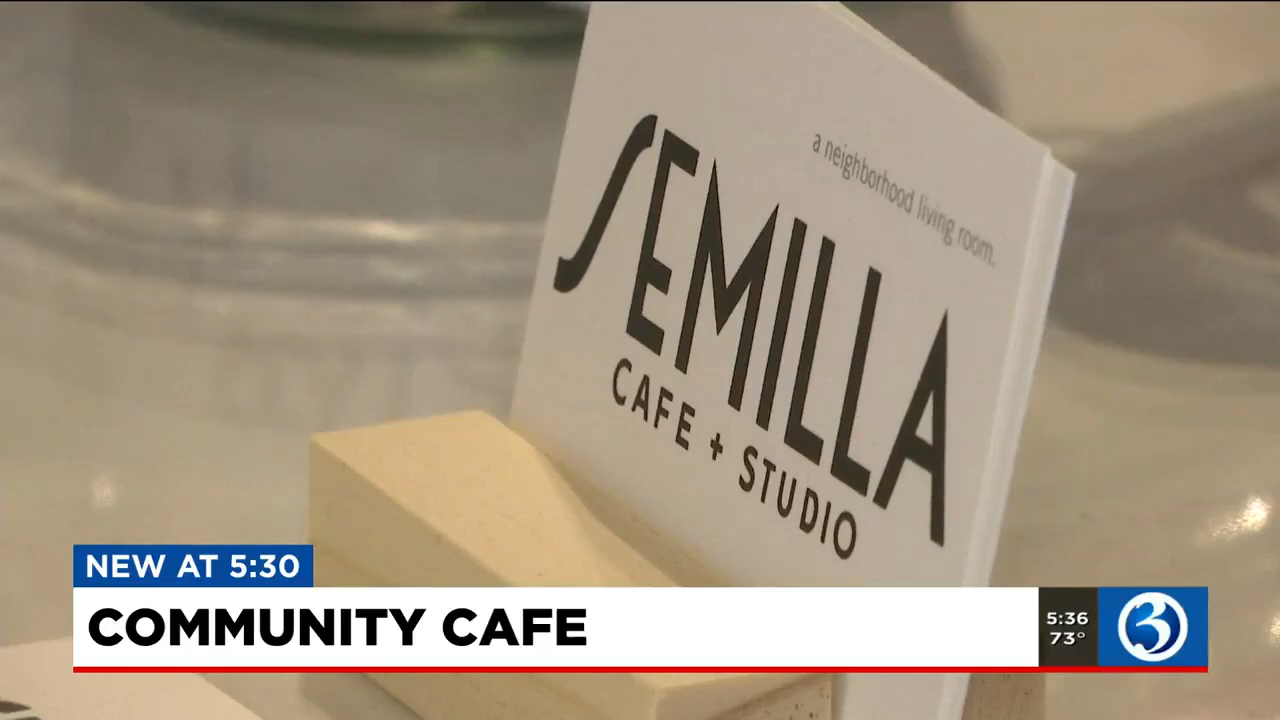 a neighborhood living room.
SEMILLA
CAFE + STUDIO
NEW AT 5:30
COMMUNITY CAFE
5:36
73°
3